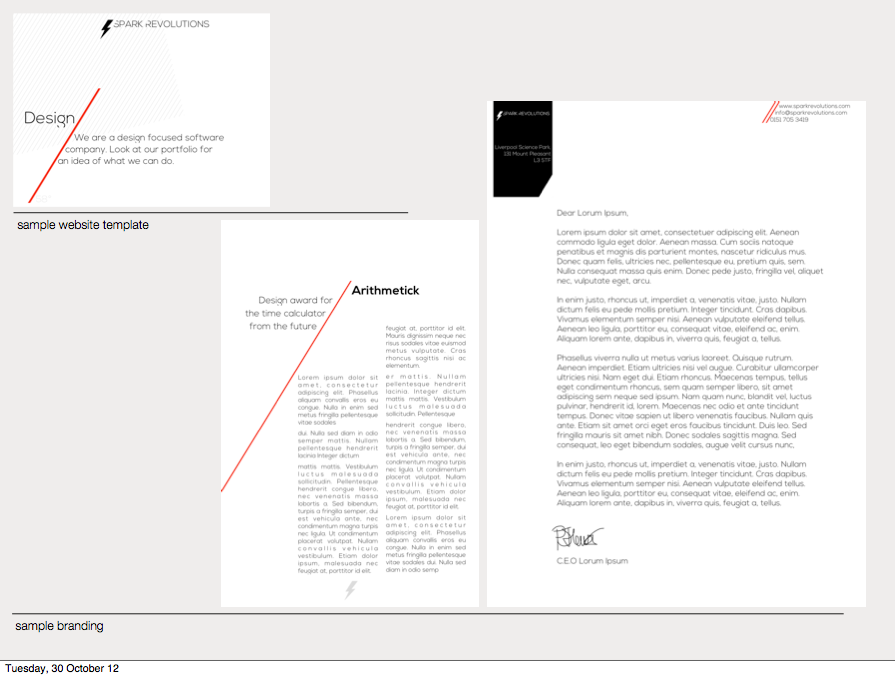 SPARK REVOLUTIONS
Design
We are a design focused software
company. Look at our portfolio for
an idea of what we can do.
sample website template
Arithmetick
Design award for
the time calculator
from the future
Lorem ipsum dolor sit
amet, consectetur
adipiscing elit. Phasellus
aliquam convallis eros eu
congue. Nulla in enim sed
metus fringilla purus
vitae sodales
dui. Nulla sed diam in odio
semper mattis. Nullam
pellentesque hendrerit
lacinia Integer dictum
mattis mattis. Vestibulum
luctus malesuada
sollicitudin. Pellentesque
hendrerit congue libero,
nec venenatis massa
lobortis a. Sed bibendum,
turpis a fringilla semper, dui
est vehicula ante, nec
condimentum magna turpis
nec ligula. Ut condimentum
placerat volutpat. Nullam
convallis vehicula
vestibulum. Etiam dolor
ipsum, malesuada nec
feugiat at, porttitor id elit.
feugiat at, porttitor id elit.
Mauris dignissim neque nec
risus sodales vitae euismod
metus vulputate. Cras
rhoncus sagittis nisi ac
elementum.
er mattis. Nullam
pellentesque hendrerit
lacinia. Integer dictum
mattis mattis. Vestibulum
luctus malesuada
sollicitudin. Pellentesque
hendrerit congue libero,
nec venenatis massa
lobortis a. Sed bibendum,
turpis a fringilla semper, dui
est vehicula ante, nec
condimentum magna turpis
nec ligula. Ut condimentum
placerat volutpat. Nullam
convallis vehicula
vestibulum. Etiam dolor
ipsum, malesuada nec
feugiat at, porttitor id elit.
Lorem ipsum dolor sit
amet, consectetur
adipiscing elit. Phasellus
aliquam convallis eros eu
congue. Nulla in enim sed
metus fringilla purus
vitae sodales dui. Nulla sed
diam in odio semp
SPARK REVOLUTIONS
Liverpool Science Park
131 Mount Pleasant
L3 5TF
www.sparkrevolutions.com
info@sparkrevolutions.com
(151) 705 3419
Dear Lorum Ipsum,
Lorem ipsum dolor sit amet, consectetuer adipiscing elit. Aenean
commodo ligula eget dolor. Aenean massa. Cum sociis natoque
penatibus et magnis dis parturient montes, nascetur ridiculus mus.
Donec quam felis, ultricies nec, pellentesque eu, pretium quis, sem.
Nulla consequat massa quis enim. Donec pede justo, fringilla vel, aliquet
nec, vulputate eget, arcu.
In enim justo, rhoncus ut, imperdiet a, venenatis vitae, justo. Nullam
dictum felis eu pede mollis pretium. Integer tincidunt. Cras dapibus.
Vivamus elementum semper nisi. Aenean vulputate eleifend tellus.
Aenean leo ligula, porttitor eu, consequat vitae, eleifend ac, enim.
Aliquam lorem ante, dapibus in, viverra quis, feugiat a, tellus.
Phasellus viverra nulla ut metus varius laoreet. Quisque rutrum.
Aenean imperdiet. Etiam ultricies nisi vel augue. Curabitur ullamcorper
ultricies nisi. Nam eget dui. Etiam rhoncus. Maecenas tempus, tellus
eget condimentum rhoncus, sem quam semper libero, sit amet
adipiscing sem neque sed ipsum. Nam quam nunc, blandit vel, luctus
pulvinar, hendrerit id, lorem. Maecenas nec odio et ante tincidunt
tempus. Donec vitae sapien ut libero venenatis faucibus. Nullam quis
ante. Etiam sit amet orci eget eros faucibus tincidunt. Duis leo. Sed
fringilla mauris sit amet nibh. Donec sodales sagittis magna. Sed
consequat, leo eget bibendum sodales, augue velit cursus nunc,
In enim justo, rhoncus ut, imperdiet a, venenatis vitae, justo. Nullam
dictum felis eu pede mollis pretium. Integer tincidunt. Cras dapibus.
Vivamus elementum semper nisi. Aenean vulputate eleifend tellus.
Aenean leo ligula, porttitor eu, consequat vitae, eleifend ac, enim.
Aliquam lorem ante, dapibus in, viverra quis, feugiat a, tellus.
C.E.O Lorum Ipsum
sample branding
Tuesday, 30 October 12